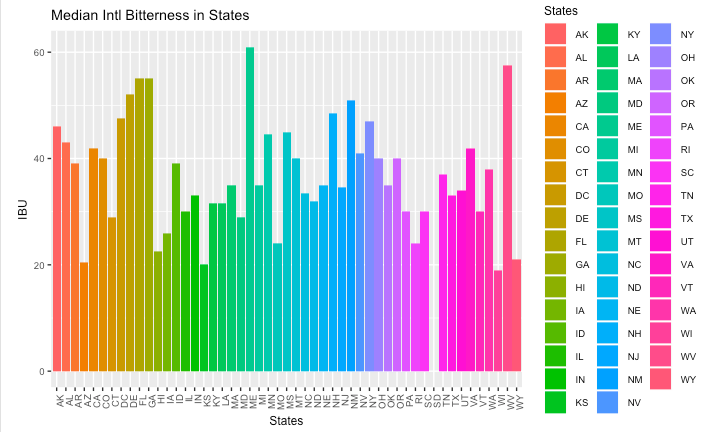 Median Intl Bitterness in States
IBU
60
40
20
0
AK AL AR AZ CA CO CT DC DE FL GA HI IA ID IL IN KS KY LA MA MD ME MI MN MO MS MT NC ND NE NH NJ NM NV NY OH OK OR PA RI SC SD TN TX UT VA VT WA WI WV WY
States
States
AK KY NY
AL LA OH
AR MA OK
AZ MD OR
CA ME PA
CO MI RI
CT MN SC
DC MO TN
DE MS TX
FL MT UT
GA NC VA
HI ND VT
IA NE WA
ID NH WI
IL NJ WV
IN NM WY
KS NV